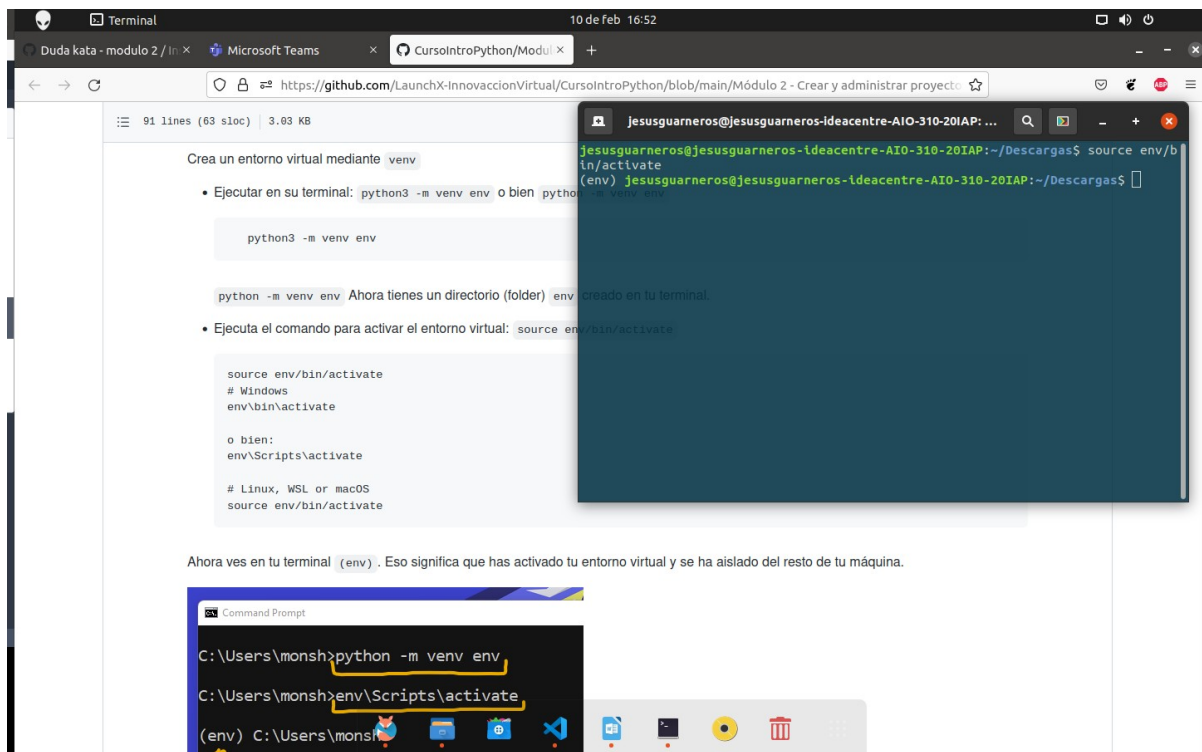 Terminal
10 de feb 16:52
Duda kata - modulo 2 / In
Microsoft Teams
CursoIntroPython/Modul
https://github.com/LaunchX-InnovaccionVirtual/CursoIntroPython/blob/main/Módulo 2 - Crear y administrar proyecto
ABP
91 lines (63 sloc) 3.03 KB
jesusguarneros@jesusguarneros-ideacentre-AIO-310-20IAP: ...
jesusguarneros@jesusguarneros-ideacentre-AIO-310-20IAP:~/Descargas$ source env/b
in/activate
(env) jesusguarneros@jesusguarneros-ideacentre-AIO-310-20IAP:~/Descargas$
Crea un entorno virtual mediante venv
Ejecutar en su terminal: python3 -m venv env o bien python -m venv env
python3 -m venv env
python -m venv env Ahora tienes un directorio (folder) env creado en tu terminal.
Ejecuta el comando para activar el entorno virtual: source env/bin/activate
source env/bin/activate
# Windows
env\bin\activate
o bien:
env\Scripts\activate
# Linux, WSL or macOS
source env/bin/activate
Ahora ves en tu terminal (env) . Eso significa que has activado tu entorno virtual y se ha aislado del resto de tu máquina.
Command Prompt
C:\Users\monsh>python -m venv env
C:\Users\monsh>env\Scripts\activate
(env) C:\Users\monsh